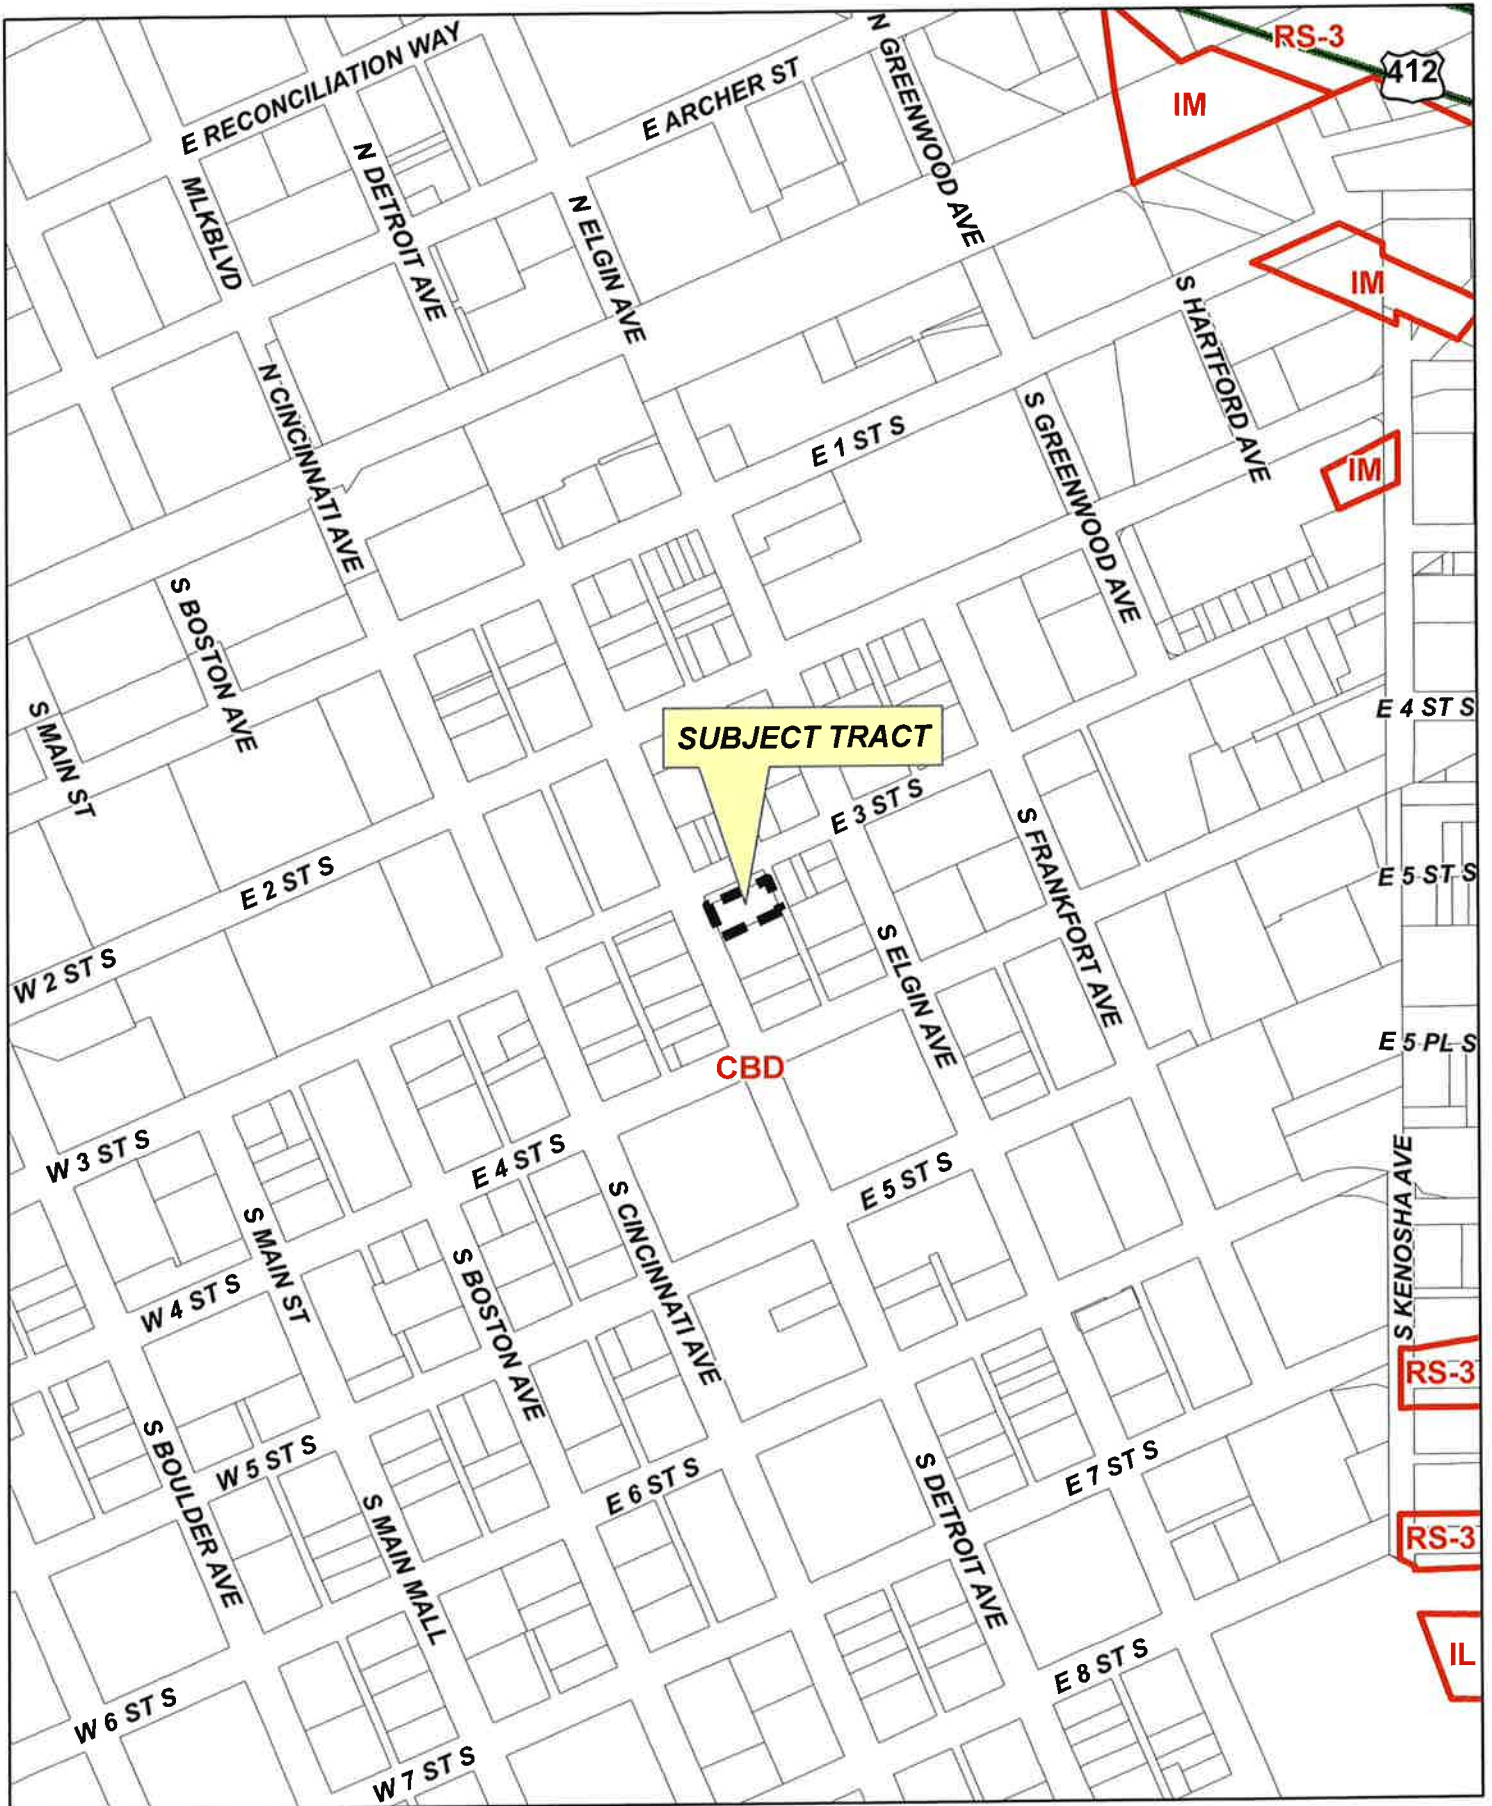 E RECONCILIATION WAY
N GREENWOOD AVE
RS-3
412
IM
E ARCHER ST
N DETROIT AVE
MLKBLVD
N ELGIN AVE
IM
S HARTFORD AVE
N CINCINNATI AVE
E 1 ST S
S GREENWOOD AVE
IM
S BOSTON AVE
S MAIN ST
E 4 ST S
SUBJECT TRACT
E 3 ST S
S FRANKFORT AVE
E 2 ST S
E 5 ST S
W 2 ST S
S ELGIN AVE
E 5 PL S
CBD
W 3 ST S
E 4 ST S
E 5 ST S
S KENOSHA AVE
S CINCINNATI AVE
S MAIN ST
S BOSTON AVE
W 4 ST S
RS-3
S BOULDER AVE
W 5 ST S
E 6 ST S
S DETROIT AVE
E 7 ST S
S MAIN MALL
RS-3
E 8 ST S
IL
W 6 ST S
W 7 ST S